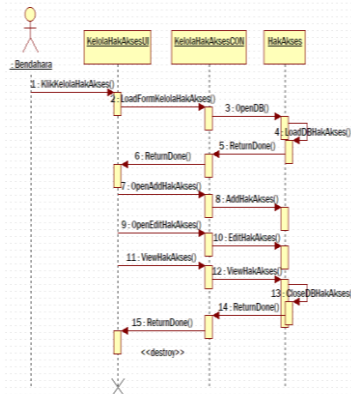 KelolaHakAksesUI
KelolaHakAksesCON
HakAkses
: Bendahara
1 : KlikKelolaHakAkses()
2 : LoadFormKelolaHakAkses()
3 : OpenDB()
4 : LoadDBHakAkses()
5 : ReturnDone()
6 : ReturnDone()
7 : OpenAddHakAkses()
8 : AddHakAkses()
9 : OpenEditHakAkses()
10 : EditHakAkses()
11 : ViewHakAkses()
12 : ViewHakAkses()
13 : CloseDBHakAkses()
14 : ReturnDone()
15 : ReturnDone()
<<destroy>>